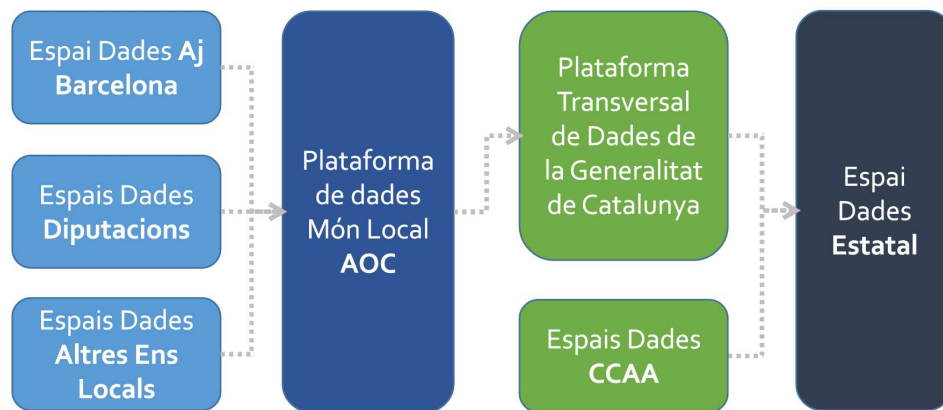 Espai Dades Aj
Barcelona
Espais Dades
Diputacions
Espais Dades
Altres Ens
Locals
Plataforma
de dades
Món Local
AOC
Plataforma
Transversal
de Dades de
la Generalitat
de Catalunya
Espais Dades
CCAA
Espai
Dades
Estatal